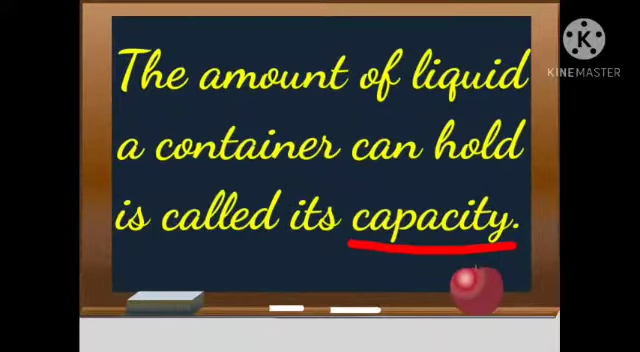 The amount of liquid
a container can hold
is called its capacity.
KINEMASTER